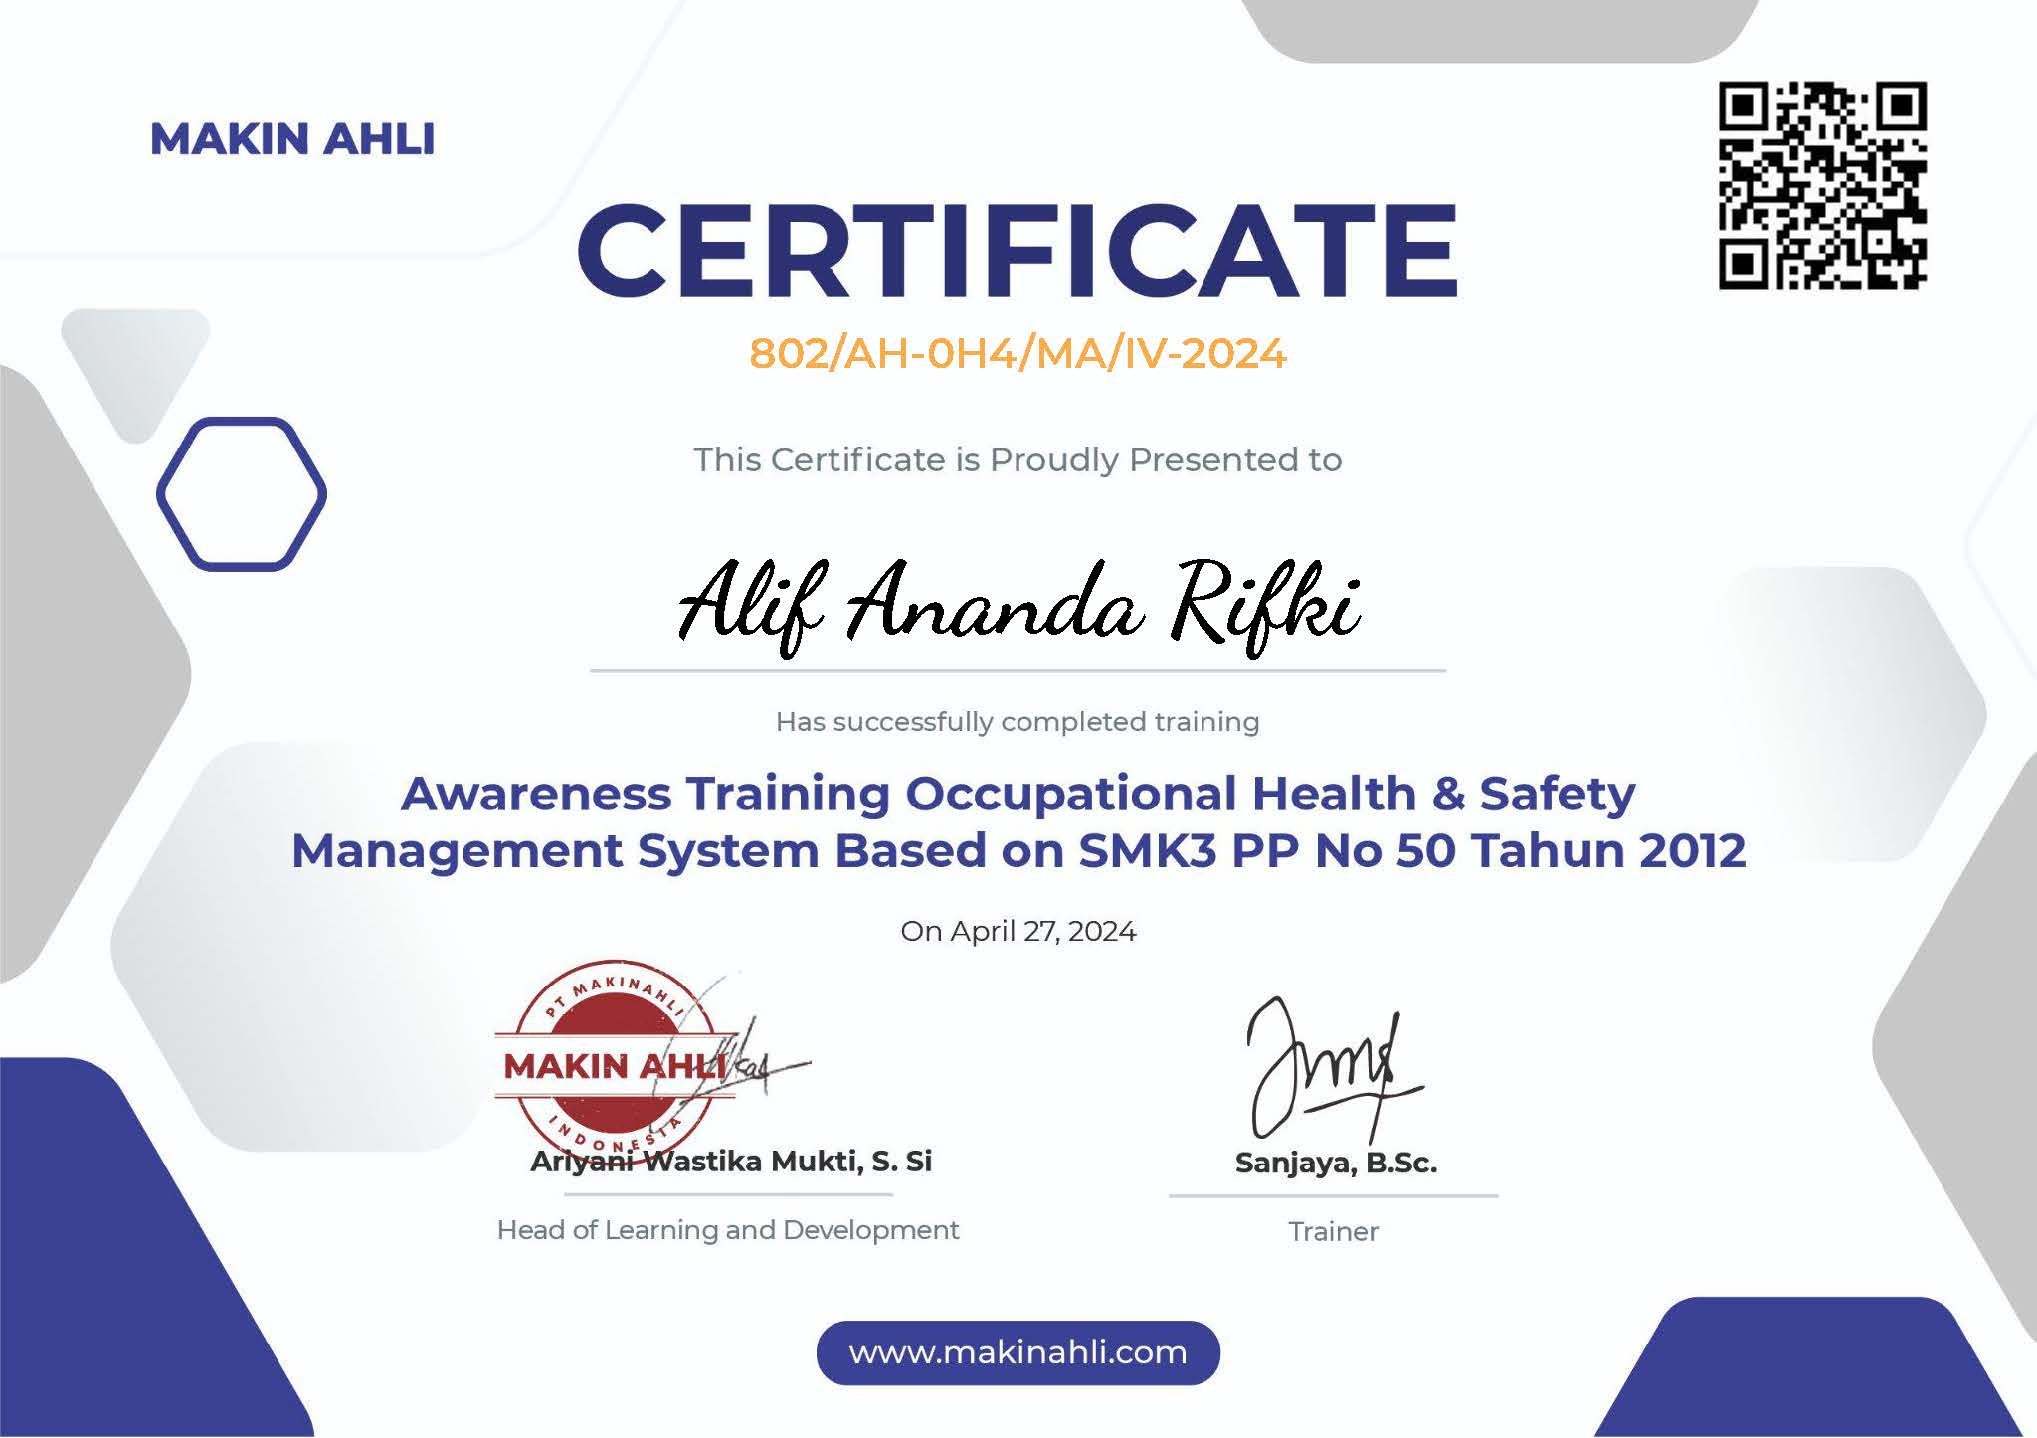 MAKIN AHLI
CERTIFICATE
802/AH-0H4/MA/IV-2024
This Certificate is Proudly Presented to
Alif Ananda Rifki
Has successfully completed training
Awareness Training Occupational Health & Safety
Management System Based on SMK3 PP No 50 Tahun 2012
On April 27, 2024
PT MAKINAHLI
MAKIN AHLI
INDONESIA
Ariyani Wastika Mukti, S. Si
Head of Learning and Development
Sanjaya, B.Sc.
Trainer
www.makinahli.com